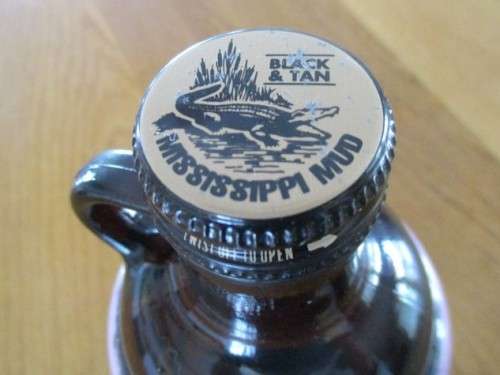 BLACK
& TAN
MISSISSIPPI MUD
TWIST OFF TO OPEN